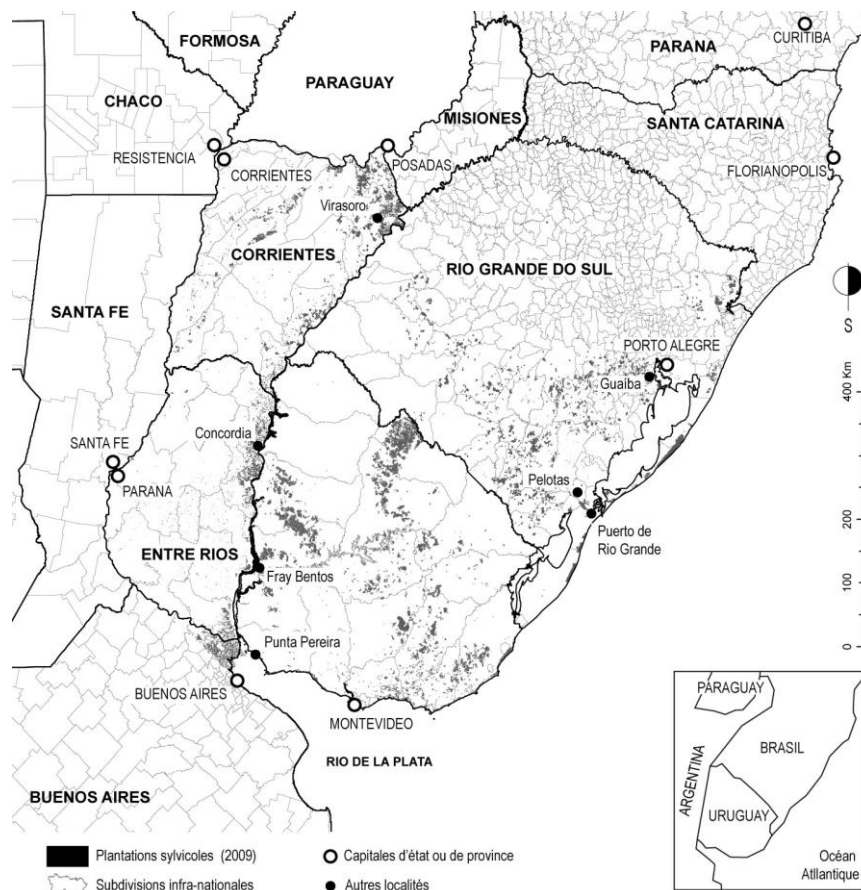 FORMOSA
PARAGUAY
PARANA
CURITIBA
CHACO
MISIONES
SANTA CATARINA
RESISTENCIA
CORRIENTES
POSADAS
FLORIANOPOLIS
Virasoro
CORRIENTES
RIO GRANDE DO SUL
SANTA FE
S
PORTO ALEGRE
Guaiba
400 Km
Concordia
SANTA FE
PARANA
Pelotas
200
Puerto de
Rio Grande
ENTRE RIOS
Fray Bentos
Punta Pereira
0
BUENOS AIRES
MONTEVIDEO
RIO DE LA PLATA
BUENOS AIRES
PARAGUAY
BRASIL
ARGENTINA
URUGUAY
Océan
Atllantique
Plantations sylvicoles (2009)
Capitales d'état ou de province
Subdivisions infra-nationales
Autres localités